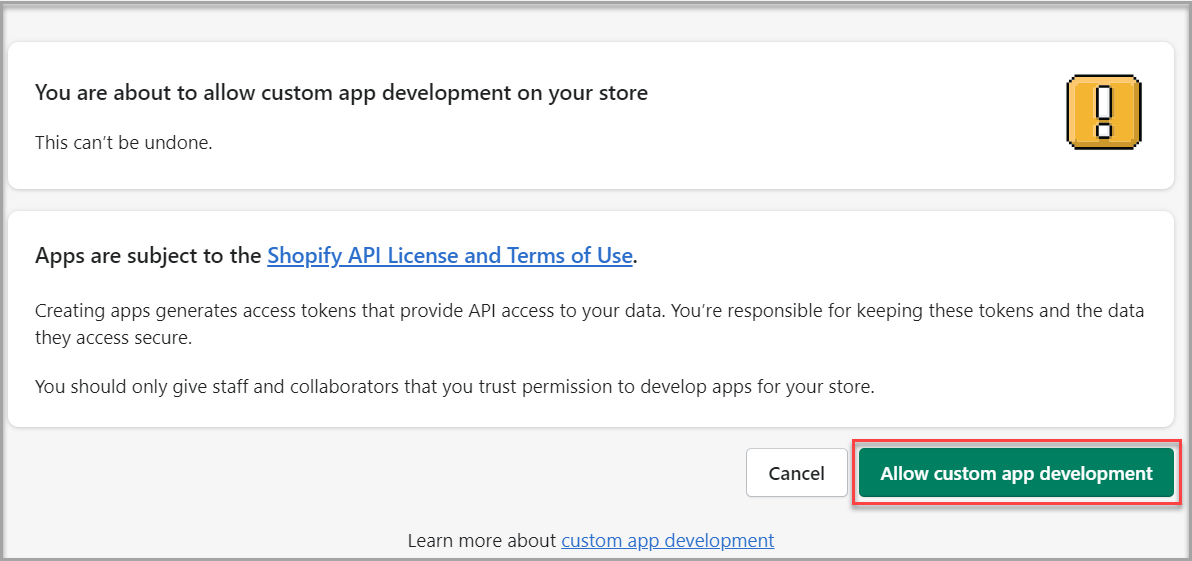 You are about to allow custom app development on your store
This can’t be undone.
Apps are subject to the Shopify API License and Terms of Use.
Creating apps generates access tokens that provide API access to your data. You’re responsible for keeping these tokens and the data
they access secure.
You should only give staff and collaborators that you trust permission to develop apps for your store.
Cancel
Allow custom app development
Learn more about custom app development